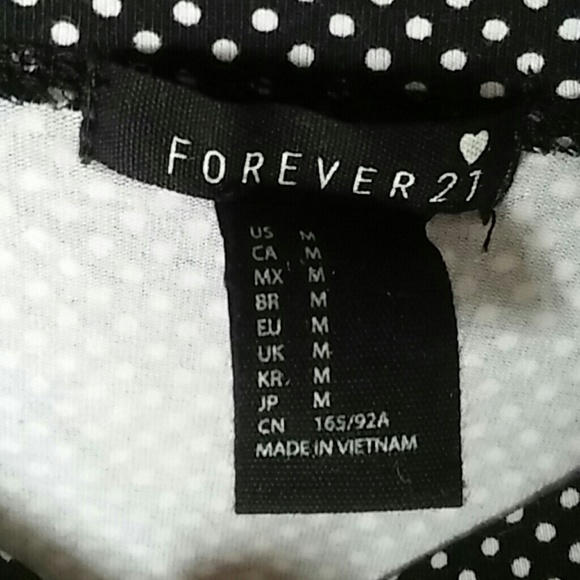 FOREVER 21
US M
CA M
MX M
BR M
EU M
UK M
KR M
JP M
CN 165/92A
MADE IN VIETNAM